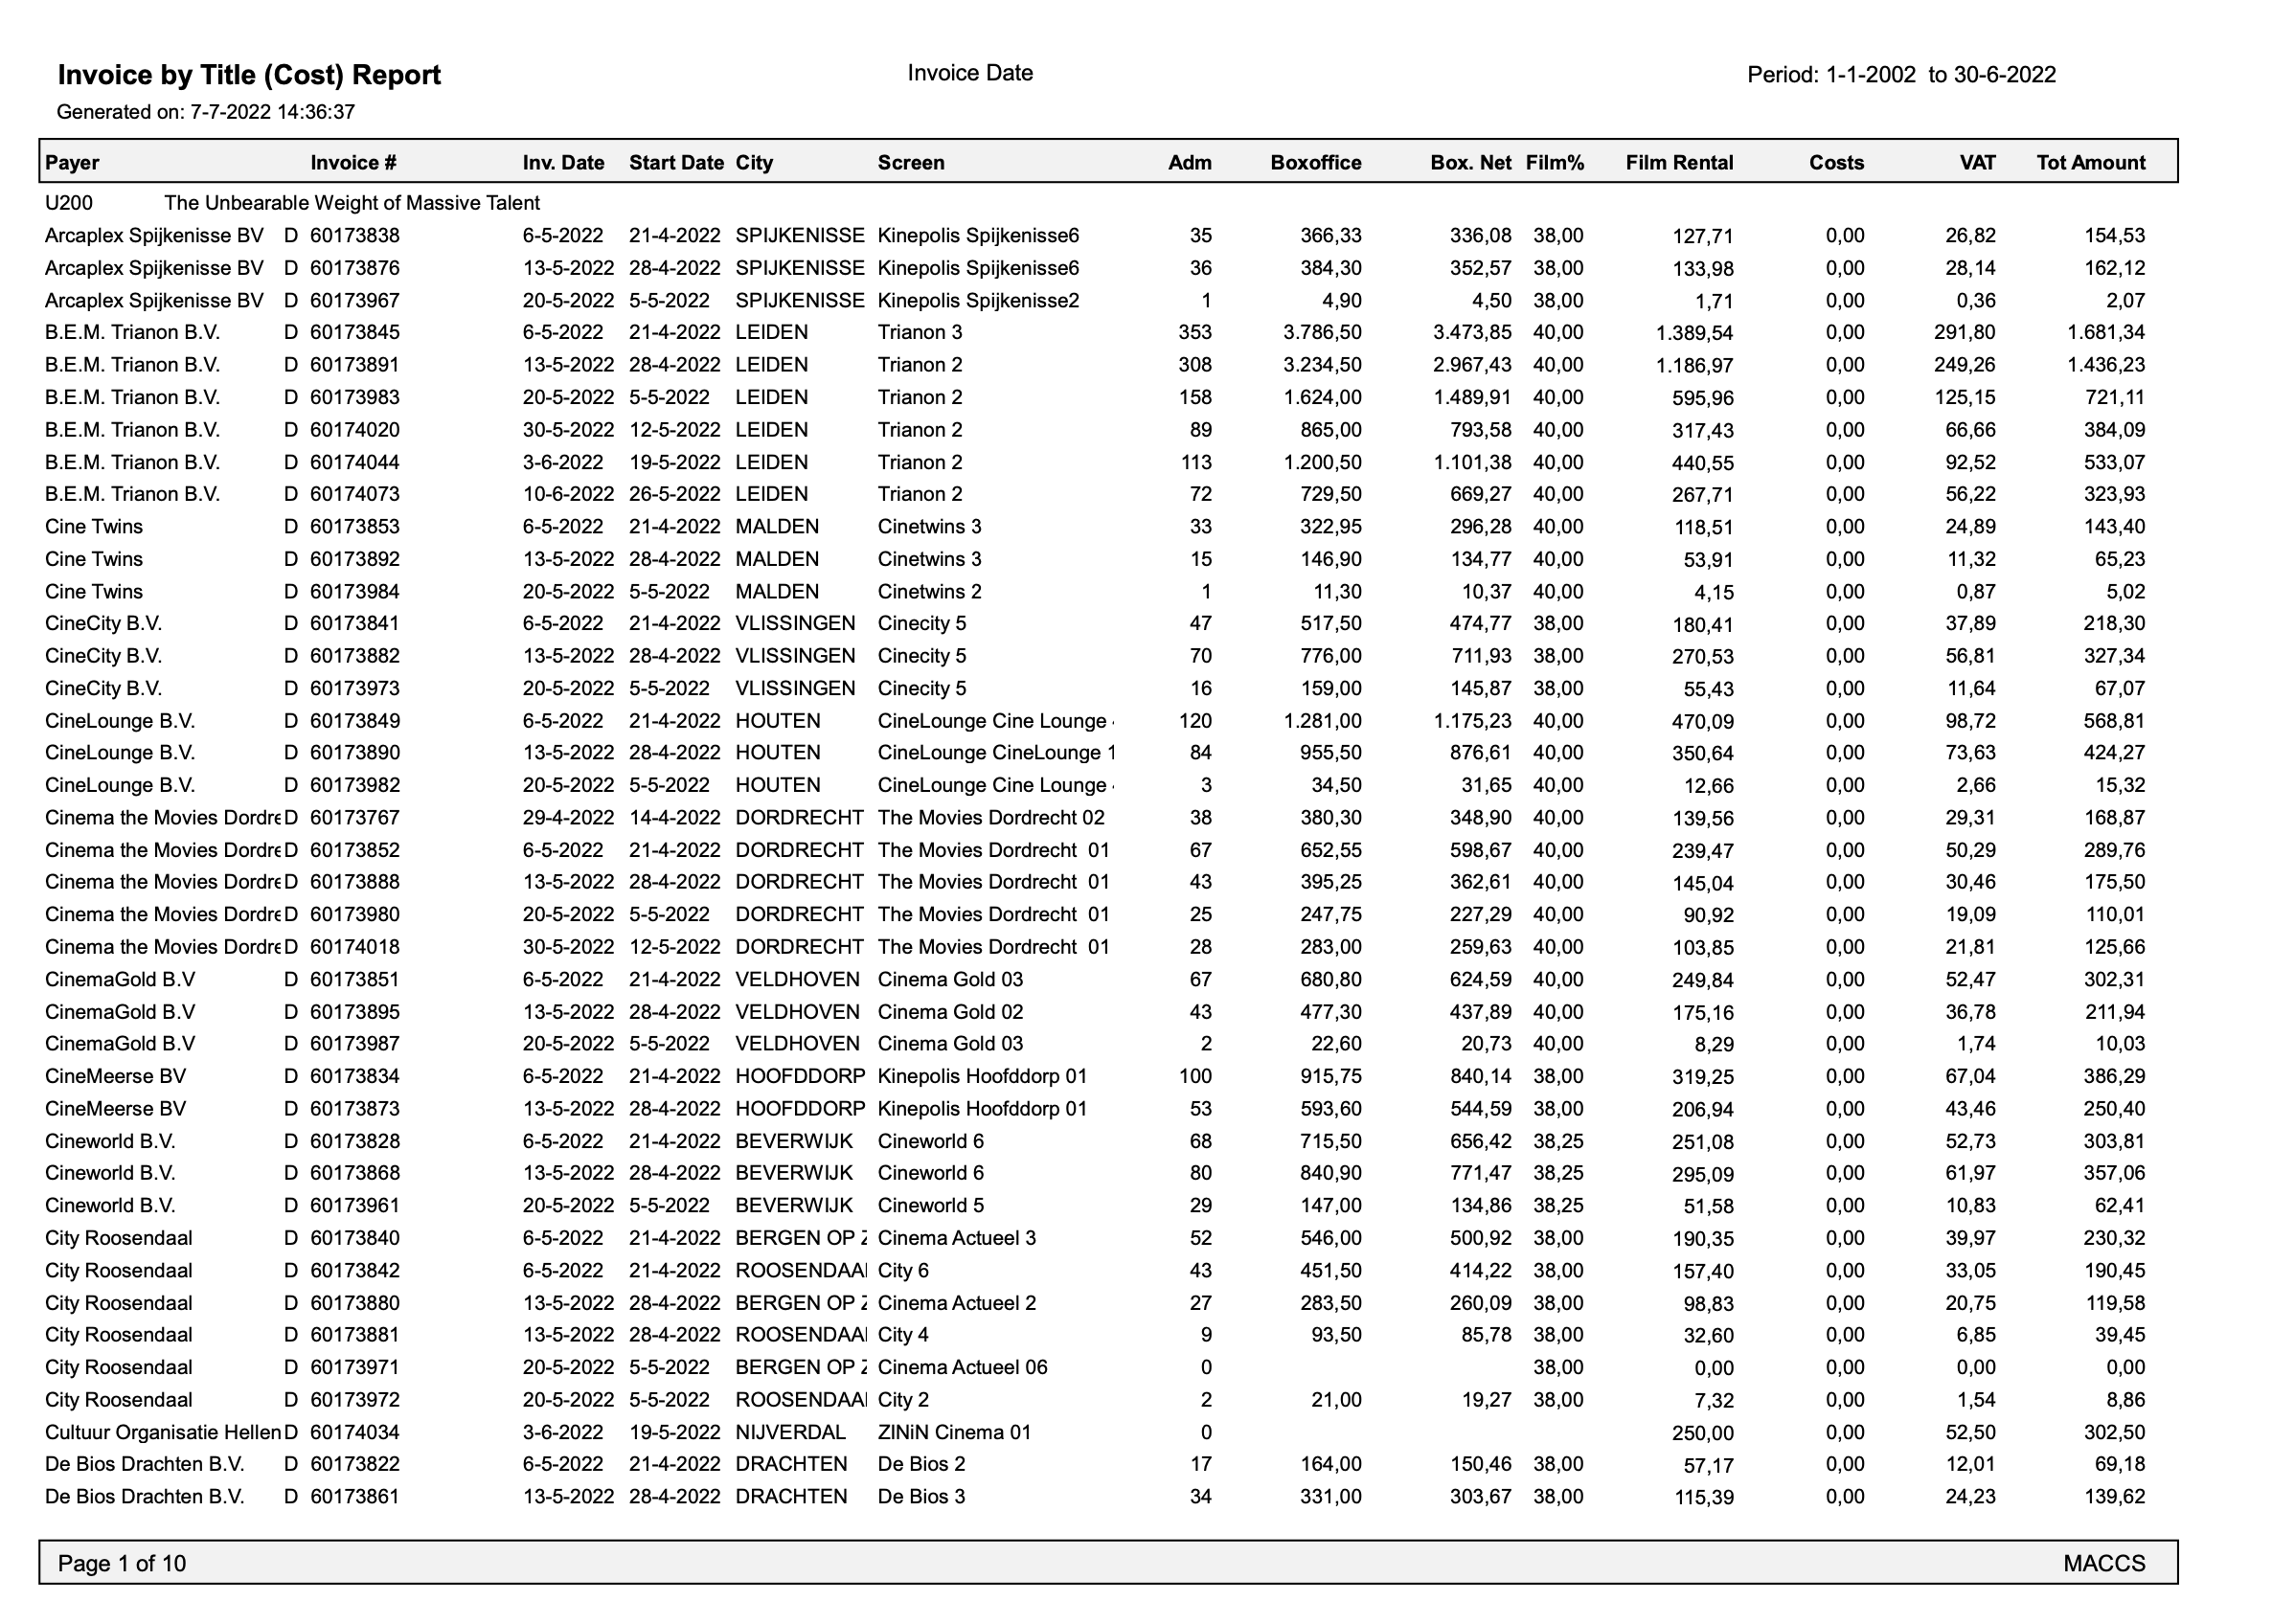 Invoice by Title (Cost) Report Invoice Date Period: 1-1-2002 to 30-6-2022
Generated on: 7-7-2022 14:36:37
Payer Invoice # Inv. Date Start Date City Screen Adm Boxoffice Box. Net Film% Film Rental Costs VAT Tot Amount
U200 The Unbearable Weight of Massive Talent
Arcaplex Spijkenisse BV D 60173838 6-5-2022 21-4-2022 SPIJKENISSE Kinepolis Spijkenisse6 35 366,33 336,08 38,00 127,71 0,00 26,82 154,53
Arcaplex Spijkenisse BV D 60173876 13-5-2022 28-4-2022 SPIJKENISSE Kinepolis Spijkenisse6 36 384,30 352,57 38,00 133,98 0,00 28,14 162,12
Arcaplex Spijkenisse BV D 60173967 20-5-2022 5-5-2022 SPIJKENISSE Kinepolis Spijkenisse2 1 4,90 4,50 38,00 1,71 0,00 0,36 2,07
B.E.M. Trianon B.V. D 60173845 6-5-2022 21-4-2022 LEIDEN Trianon 3 353 3.786,50 3.473,85 40,00 1.389,54 0,00 291,80 1.681,34
B.E.M. Trianon B.V. D 60173891 13-5-2022 28-4-2022 LEIDEN Trianon 2 308 3.234,50 2.967,43 40,00 1.186,97 0,00 249,26 1.436,23
B.E.M. Trianon B.V. D 60173983 20-5-2022 5-5-2022 LEIDEN Trianon 2 158 1.624,00 1.489,91 40,00 595,96 0,00 125,15 721,11
B.E.M. Trianon B.V. D 60174020 30-5-2022 12-5-2022 LEIDEN Trianon 2 89 865,00 793,58 40,00 317,43 0,00 66,66 384,09
B.E.M. Trianon B.V. D 60174044 3-6-2022 19-5-2022 LEIDEN Trianon 2 113 1.200,50 1.101,38 40,00 440,55 0,00 92,52 533,07
B.E.M. Trianon B.V. D 60174073 10-6-2022 26-5-2022 LEIDEN Trianon 2 72 729,50 669,27 40,00 267,71 0,00 56,22 323,93
Cine Twins D 60173853 6-5-2022 21-4-2022 MALDEN Cinetwins 3 33 322,95 296,28 40,00 118,51 0,00 24,89 143,40
Cine Twins D 60173892 13-5-2022 28-4-2022 MALDEN Cinetwins 3 15 146,90 134,77 40,00 53,91 0,00 11,32 65,23
Cine Twins D 60173984 20-5-2022 5-5-2022 MALDEN Cinetwins 2 1 11,30 10,37 40,00 4,15 0,00 0,87 5,02
CineCity B.V. D 60173841 6-5-2022 21-4-2022 VLISSINGEN Cinecity 5 47 517,50 474,77 38,00 180,41 0,00 37,89 218,30
CineCity B.V. D 60173882 13-5-2022 28-4-2022 VLISSINGEN Cinecity 5 70 776,00 711,93 38,00 270,53 0,00 56,81 327,34
CineCity B.V. D 60173973 20-5-2022 5-5-2022 VLISSINGEN Cinecity 5 16 159,00 145,87 38,00 55,43 0,00 11,64 67,07
CineLounge B.V. D 60173849 6-5-2022 21-4-2022 HOUTEN CineLounge Cine Lounge 120 1.281,00 1.175,23 40,00 470,09 0,00 98,72 568,81
CineLounge B.V. D 60173890 13-5-2022 28-4-2022 HOUTEN CineLounge CineLounge 1 84 955,50 876,61 40,00 350,64 0,00 73,63 424,27
CineLounge B.V. D 60173982 20-5-2022 5-5-2022 HOUTEN CineLounge Cine Lounge 3 34,50 31,65 40,00 12,66 0,00 2,66 15,32
Cinema the Movies Dordre D 60173767 29-4-2022 14-4-2022 DORDRECHT The Movies Dordrecht 02 38 380,30 348,90 40,00 139,56 0,00 29,31 168,87
Cinema the Movies Dordre D 60173852 6-5-2022 21-4-2022 DORDRECHT The Movies Dordrecht 01 67 652,55 598,67 40,00 239,47 0,00 50,29 289,76
Cinema the Movies Dordre D 60173888 13-5-2022 28-4-2022 DORDRECHT The Movies Dordrecht 01 43 395,25 362,61 40,00 145,04 0,00 30,46 175,50
Cinema the Movies Dordre D 60173980 20-5-2022 5-5-2022 DORDRECHT The Movies Dordrecht 01 25 247,75 227,29 40,00 90,92 0,00 19,09 110,01
Cinema the Movies Dordre D 60174018 30-5-2022 12-5-2022 DORDRECHT The Movies Dordrecht 01 28 283,00 259,63 40,00 103,85 0,00 21,81 125,66
CinemaGold B.V D 60173851 6-5-2022 21-4-2022 VELDHOVEN Cinema Gold 03 67 680,80 624,59 40,00 249,84 0,00 52,47 302,31
CinemaGold B.V D 60173895 13-5-2022 28-4-2022 VELDHOVEN Cinema Gold 02 43 477,30 437,89 40,00 175,16 0,00 36,78 211,94
CinemaGold B.V D 60173987 20-5-2022 5-5-2022 VELDHOVEN Cinema Gold 03 2 22,60 20,73 40,00 8,29 0,00 1,74 10,03
CineMeerse BV D 60173834 6-5-2022 21-4-2022 HOOFDDORP Kinepolis Hoofddorp 01 100 915,75 840,14 38,00 319,25 0,00 67,04 386,29
CineMeerse BV D 60173873 13-5-2022 28-4-2022 HOOFDDORP Kinepolis Hoofddorp 01 53 593,60 544,59 38,00 206,94 0,00 43,46 250,40
Cineworld B.V. D 60173828 6-5-2022 21-4-2022 BEVERWIJK Cineworld 6 68 715,50 656,42 38,25 251,08 0,00 52,73 303,81
Cineworld B.V. D 60173868 13-5-2022 28-4-2022 BEVERWIJK Cineworld 6 80 840,90 771,47 38,25 295,09 0,00 61,97 357,06
Cineworld B.V. D 60173961 20-5-2022 5-5-2022 BEVERWIJK Cineworld 5 29 147,00 134,86 38,25 51,58 0,00 10,83 62,41
City Roosendaal D 60173840 6-5-2022 21-4-2022 BERGEN OP Z Cinema Actueel 3 52 546,00 500,92 38,00 190,35 0,00 39,97 230,32
City Roosendaal D 60173842 6-5-2022 21-4-2022 ROOSENDAAL City 6 43 451,50 414,22 38,00 157,40 0,00 33,05 190,45
City Roosendaal D 60173880 13-5-2022 28-4-2022 BERGEN OP Z Cinema Actueel 2 27 283,50 260,09 38,00 98,83 0,00 20,75 119,58
City Roosendaal D 60173881 13-5-2022 28-4-2022 ROOSENDAAL City 4 9 93,50 85,78 38,00 32,60 0,00 6,85 39,45
City Roosendaal D 60173971 20-5-2022 5-5-2022 BERGEN OP Z Cinema Actueel 06 0 38,00 0,00 0,00 0,00 0,00
City Roosendaal D 60173972 20-5-2022 5-5-2022 ROOSENDAAL City 2 2 21,00 19,27 38,00 7,32 0,00 1,54 8,86
Cultuur Organisatie Hellen D 60174034 3-6-2022 19-5-2022 NIJVERDAL ZINiN Cinema 01 0 250,00 0,00 52,50 302,50
De Bios Drachten B.V. D 60173822 6-5-2022 21-4-2022 DRACHTEN De Bios 2 17 164,00 150,46 38,00 57,17 0,00 12,01 69,18
De Bios Drachten B.V. D 60173861 13-5-2022 28-4-2022 DRACHTEN De Bios 3 34 331,00 303,67 38,00 115,39 0,00 24,23 139,62
Page 1 of 10 MACCS